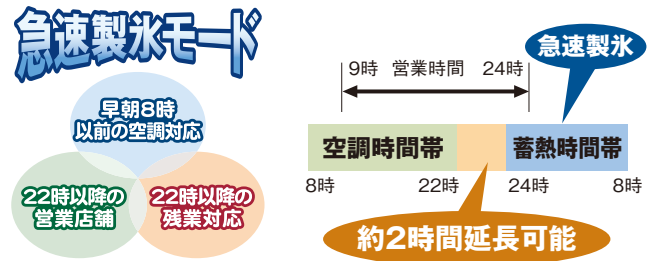 急速製氷モード
早朝8時
以前の空調対応
22時以降の
営業店舗
22時以降の
残業対応
急速製氷
9時 営業時間 24時
空調時間帯 蓄熱時間帯
8時 22時 24時 8時
約2時間延長可能